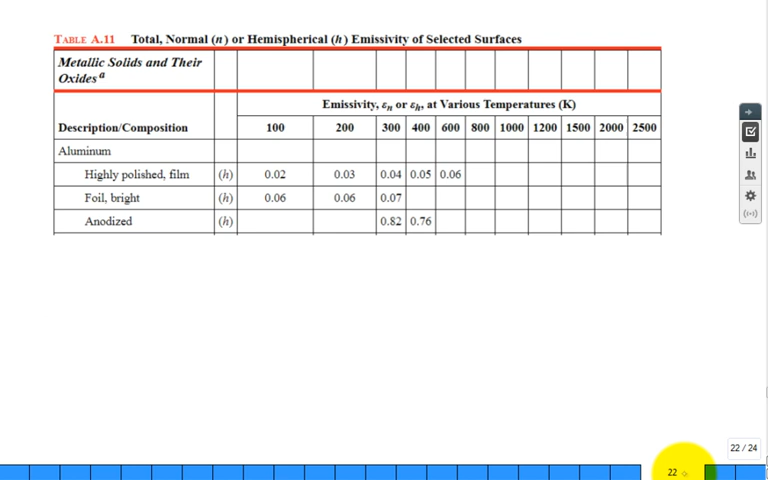 TABLE A.11 Total, Normal (n) or Hemispherical (h) Emissivity of Selected Surfaces
Metallic Solids and Their
Oxides a
Emissivity, εn or εh, at Various Temperatures (K)
Description/Composition 100 200 300 400 600 800 1000 1200 1500 2000 2500
Aluminum
Highly polished, film (h) 0.02 0.03 0.04 0.05 0.06
Foil, bright (h) 0.06 0.06 0.07
Anodized (h) 0.82 0.76
22 / 24
22